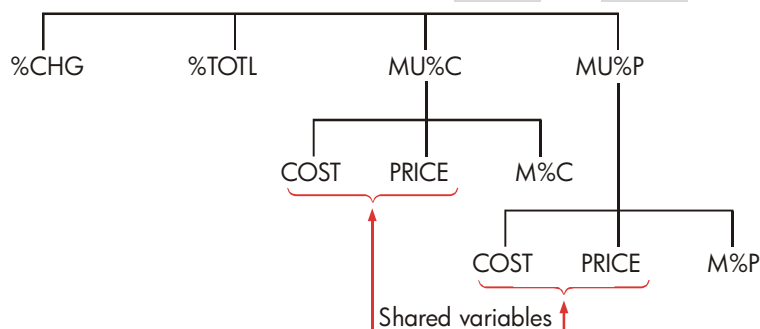 %CHG %TOTL MU%C MU%P
COST PRICE M%C
COST PRICE M%P
Shared variables